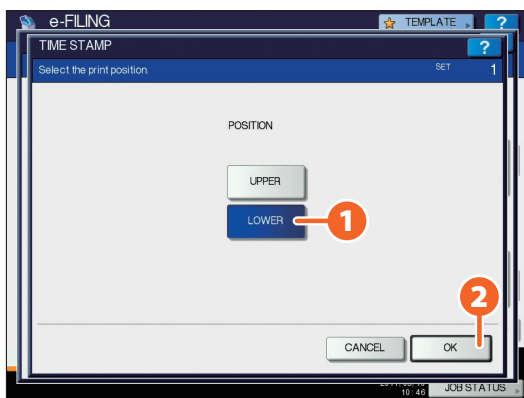 e-FILING
TEMPLATE
?
TIME STAMP
?
Select the print position.
SET 1
POSITION
UPPER
LOWER
1
2
CANCEL
OK
10:46
JOB STATUS